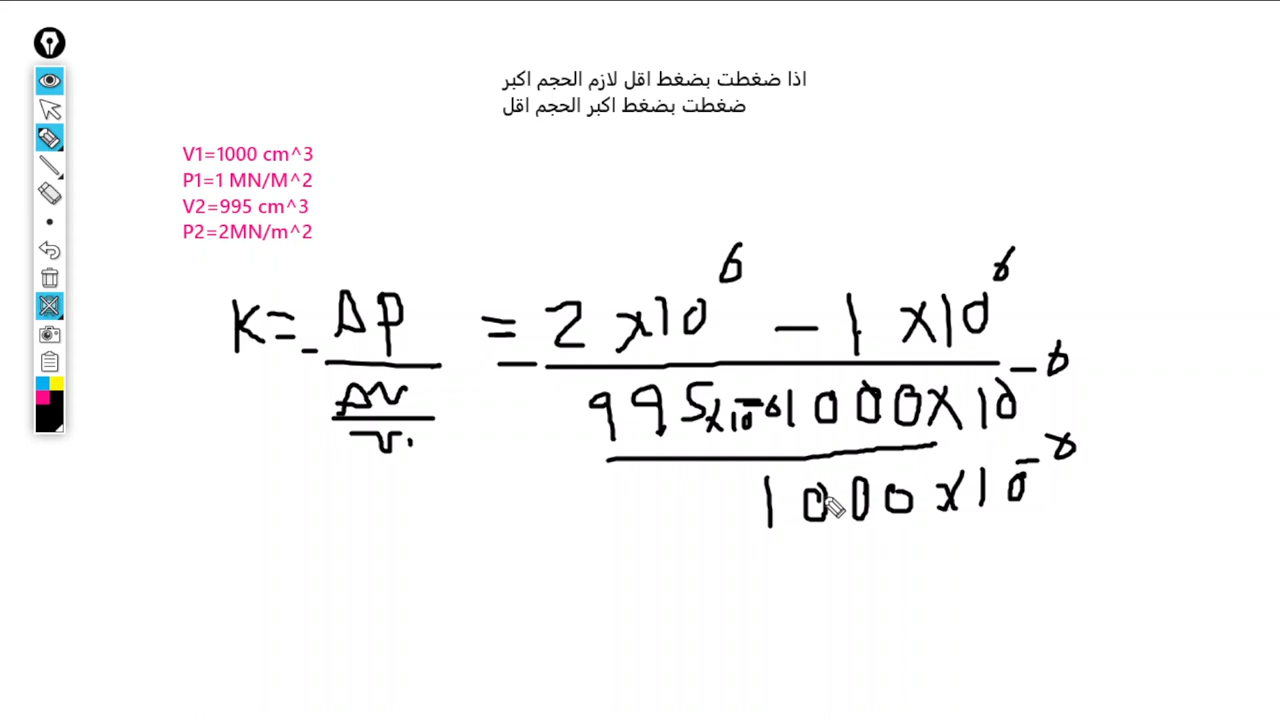 اذا ضغطت بضغط اقل لازم الحجم اكبر
ضغطت بضغط اكبر الحجم اقل
V1=1000 cm^3
P1=1 MN/M^2
V2=995 cm^3
P2=2MN/m^2
K = - ΔP / (ΔV / V.) = - (2 x10^6 - 1 x10^6) / ((995x10^-6 1000x10^-6) / (1000x10^-6))